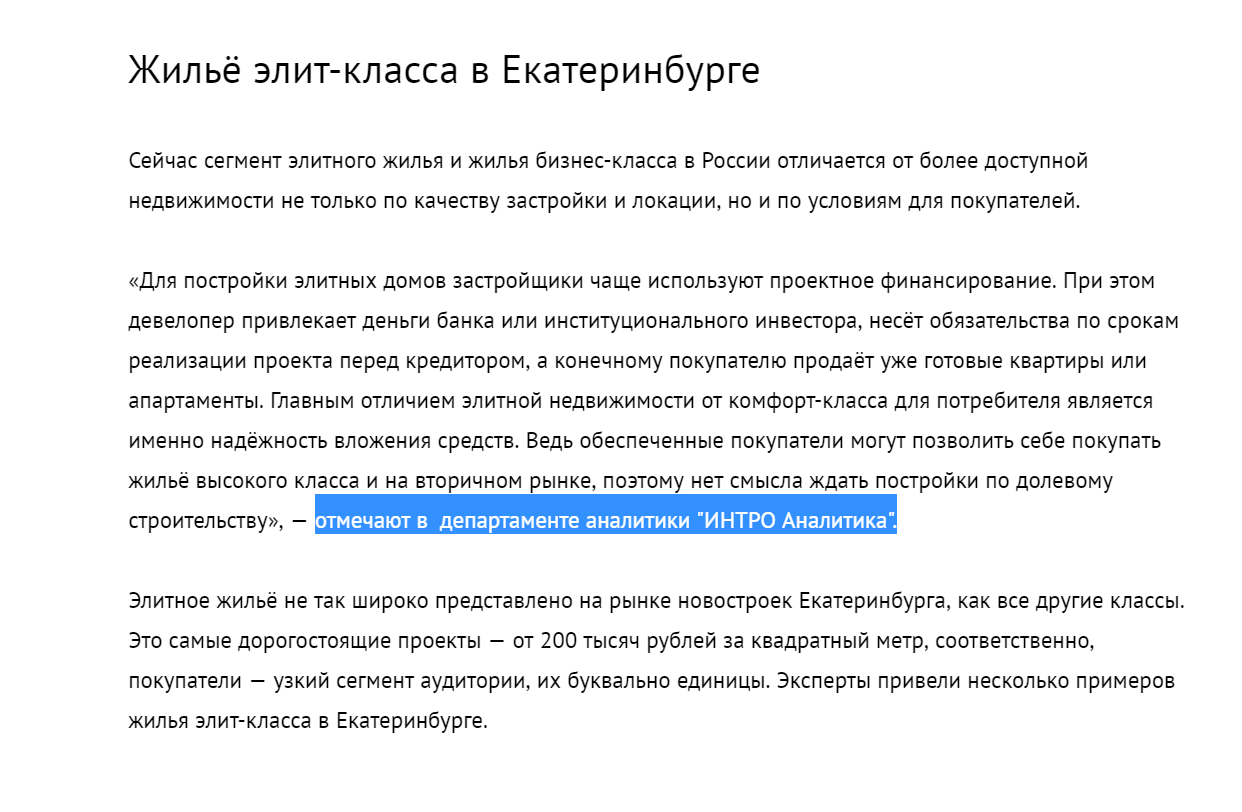 Жильё элит-класса в Екатеринбурге
Сейчас сегмент элитного жилья и жилья бизнес-класса в России отличается от более доступной
недвижимости не только по качеству застройки и локации, но и по условиям для покупателей.
«Для постройки элитных домов застройщики чаще используют проектное финансирование. При этом
девелопер привлекает деньги банка или институционального инвестора, несёт обязательства по срокам
реализации проекта перед кредитором, а конечному покупателю продаёт уже готовые квартиры или
апартаменты. Главным отличием элитной недвижимости от комфорт-класса для потребителя является
именно надёжность вложения средств. Ведь обеспеченные покупатели могут позволить себе покупать
жильё высокого класса и на вторичном рынке, поэтому нет смысла ждать постройки по долевому
строительству», — отмечают в  департаменте аналитики "ИНТРО Аналитика".
Элитное жильё не так широко представлено на рынке новостроек Екатеринбурга, как все другие классы.
Это самые дорогостоящие проекты — от 200 тысяч рублей за квадратный метр, соответственно,
покупатели — узкий сегмент аудитории, их буквально единицы. Эксперты привели несколько примеров
жилья элит-класса в Екатеринбурге.